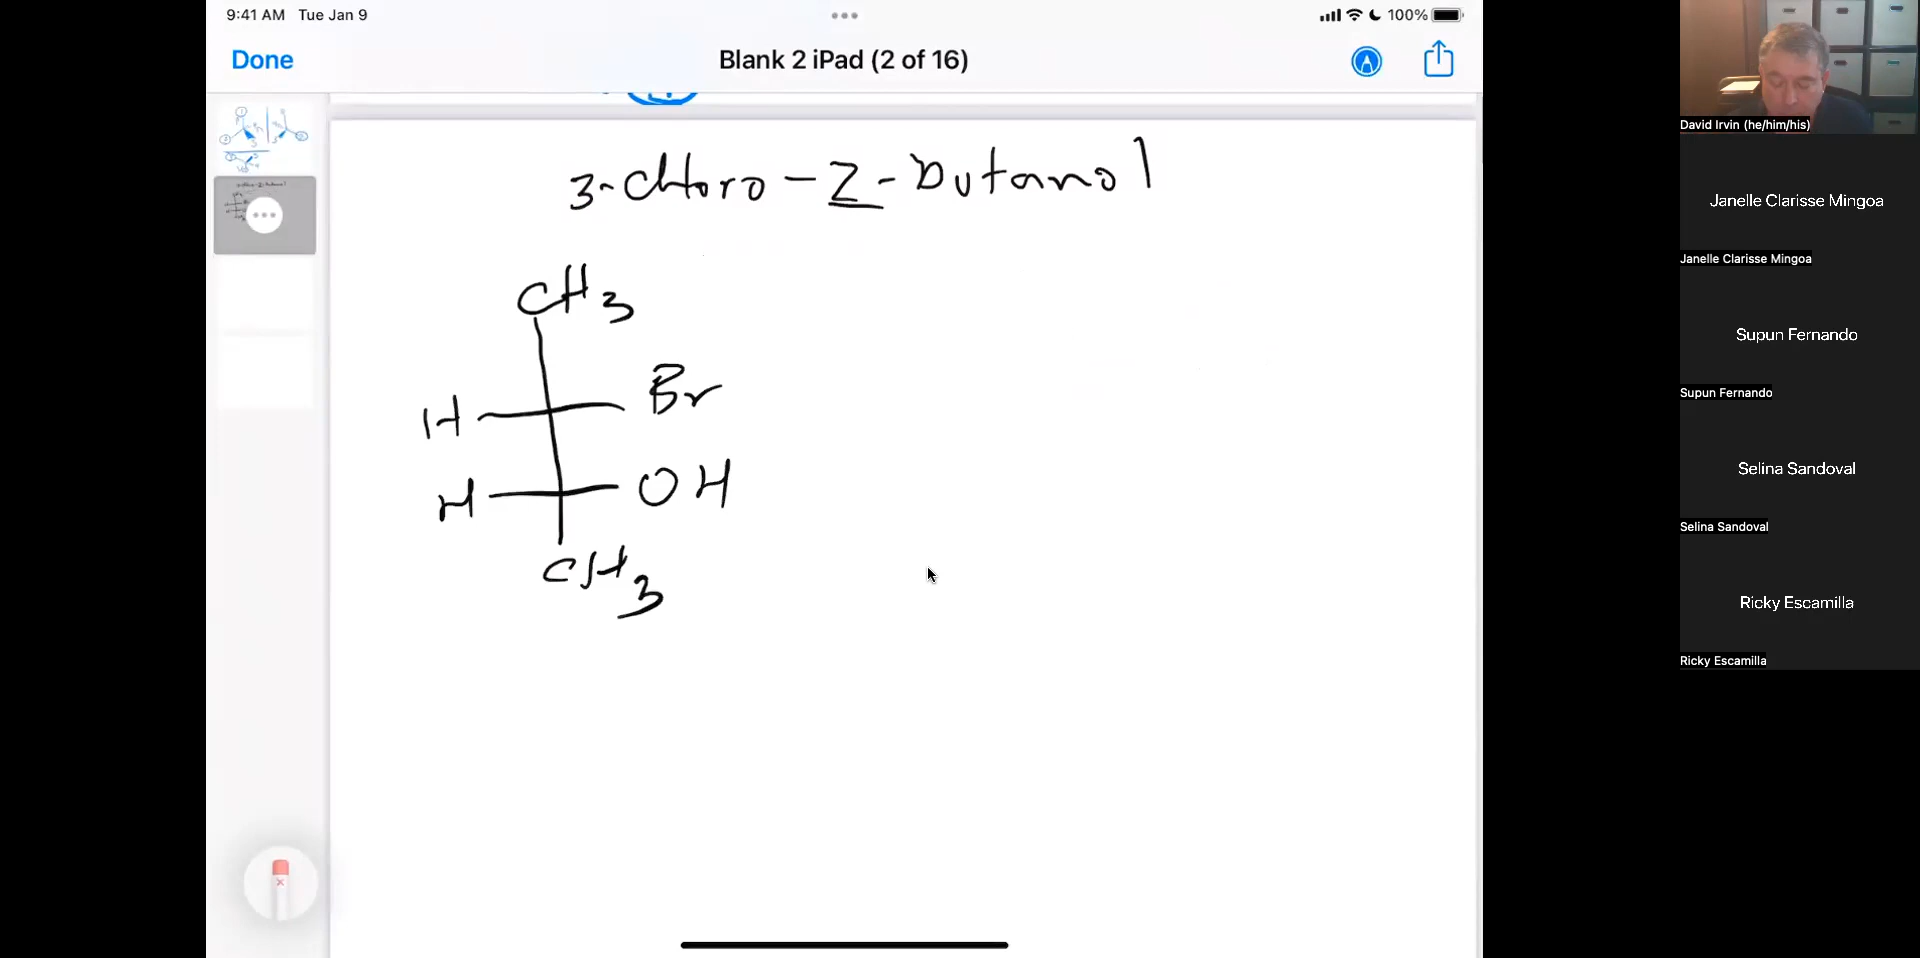 9:41 AM Tue Jan 9
100%
Done
Blank 2 iPad (2 of 16)
3-Chloro-2-Butanol
CH3
H Br
H OH
CH3
David Irvin (he/him/his)
Janelle Clarisse Mingoa
Janelle Clarisse Mingoa
Supun Fernando
Supun Fernando
Selina Sandoval
Selina Sandoval
Ricky Escamilla
Ricky Escamilla